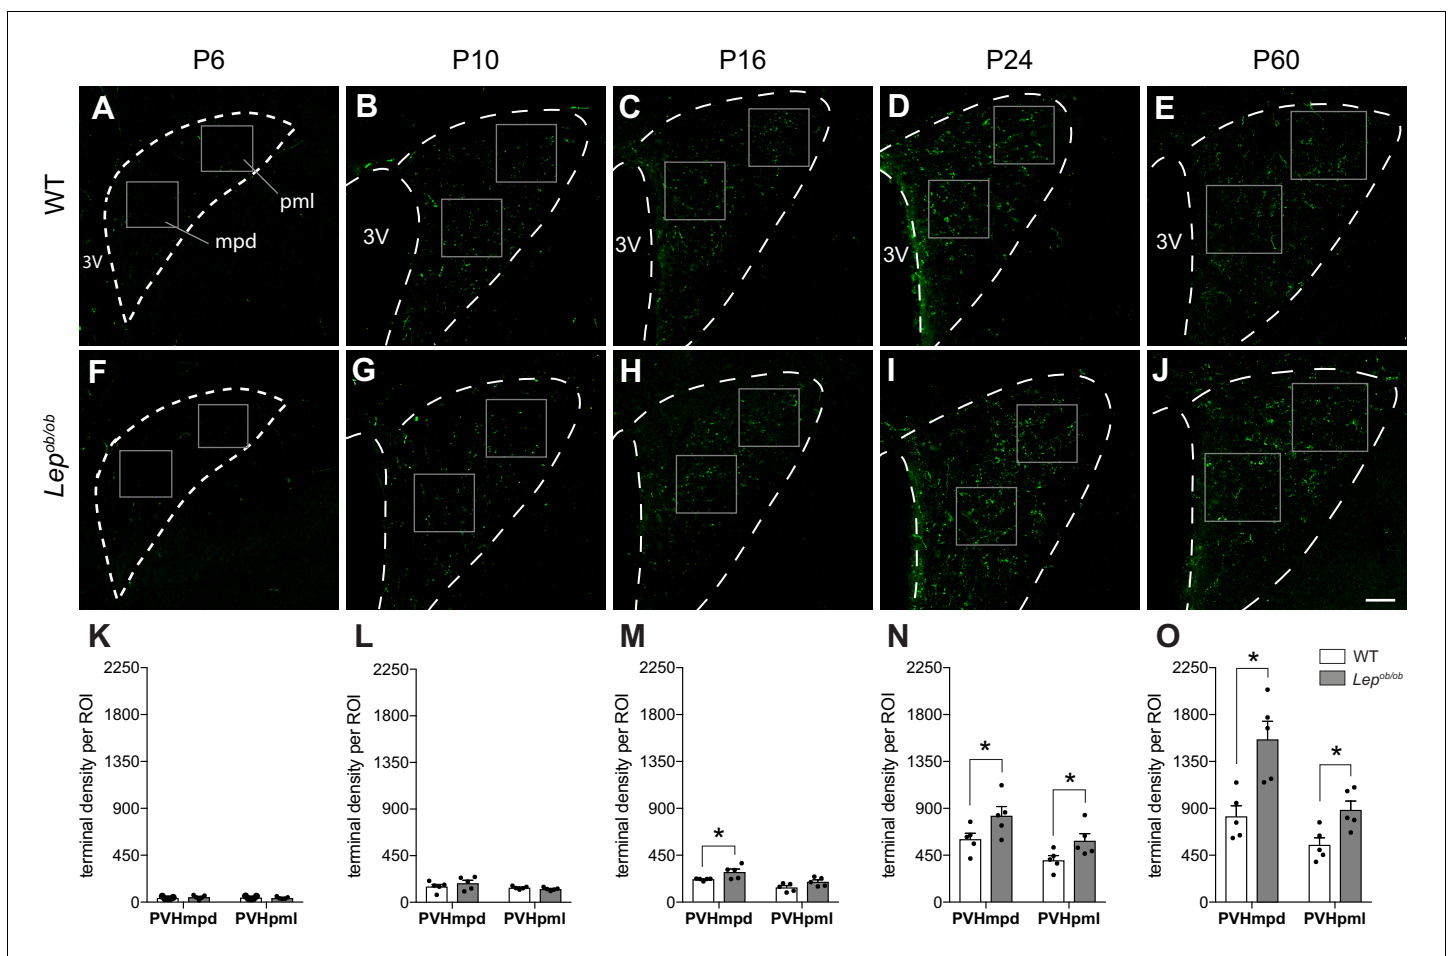 P6 P10 P16 P24 P60
WT
A pml mpd 3V
B 3V
C 3V
D 3V
E 3V
Lep^ob/ob
F G H I J
K L M N O
WT
Lep^ob/ob
terminal density per ROI
2250
1800
1350
900
450
0
PVHmpd PVHpml
terminal density per ROI
2250
1800
1350
900
450
0
PVHmpd PVHpml
terminal density per ROI
2250
1800
1350
900
450
0
*
PVHmpd PVHpml
terminal density per ROI
2250
1800
1350
900
450
0
* *
PVHmpd PVHpml
terminal density per ROI
2250
1800
1350
900
450
0
* *
PVHmpd PVHpml